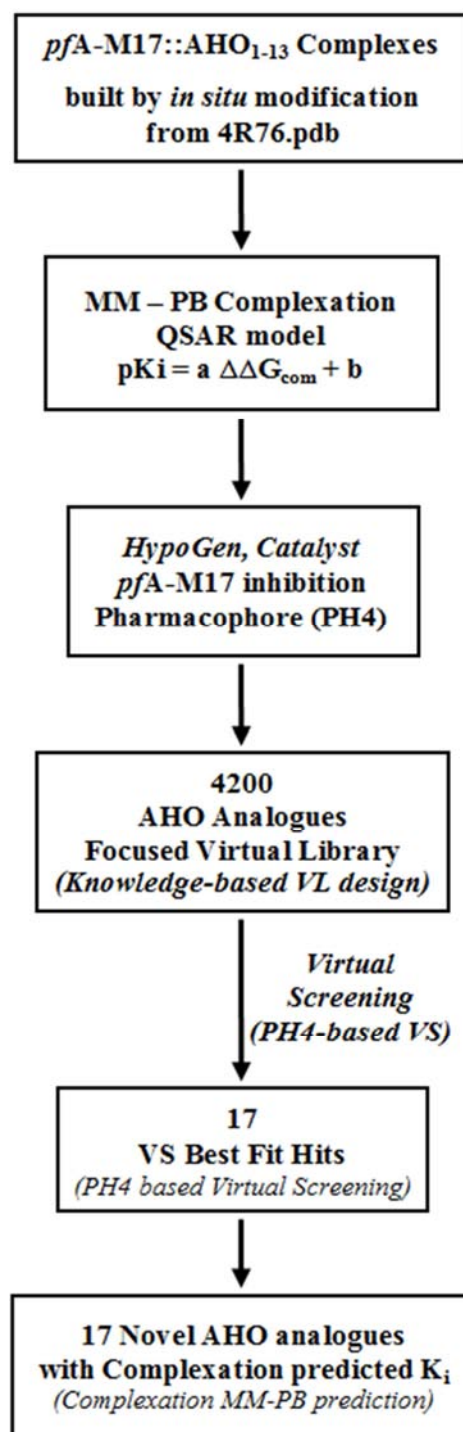 pfA-M17::AHO₁₋₁₃ Complexes
built by in situ modification
from 4R76.pdb
MM – PB Complexation
QSAR model
pKi = a ΔΔG_com + b
HypoGen, Catalyst
pfA-M17 inhibition
Pharmacophore (PH4)
4200
AHO Analogues
Focused Virtual Library
(Knowledge-based VL design)
Virtual
Screening
(PH4-based VS)
17
VS Best Fit Hits
(PH4 based Virtual Screening)
17 Novel AHO analogues
with Complexation predicted Kᵢ
(Complexation MM-PB prediction)